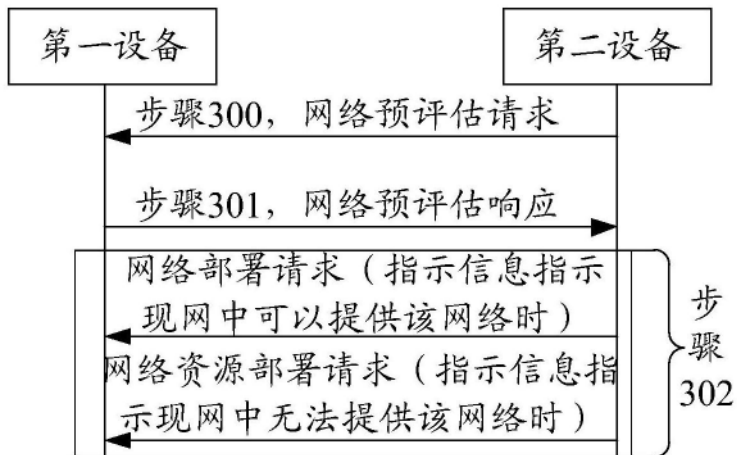 第一设备
第二设备
步骤300，网络预评估请求
步骤301，网络预评估响应
网络部署请求（指示信息指示
现网中可以提供该网络时）
网络资源部署请求（指示信息指
示现网中无法提供该网络时）
步
骤
302